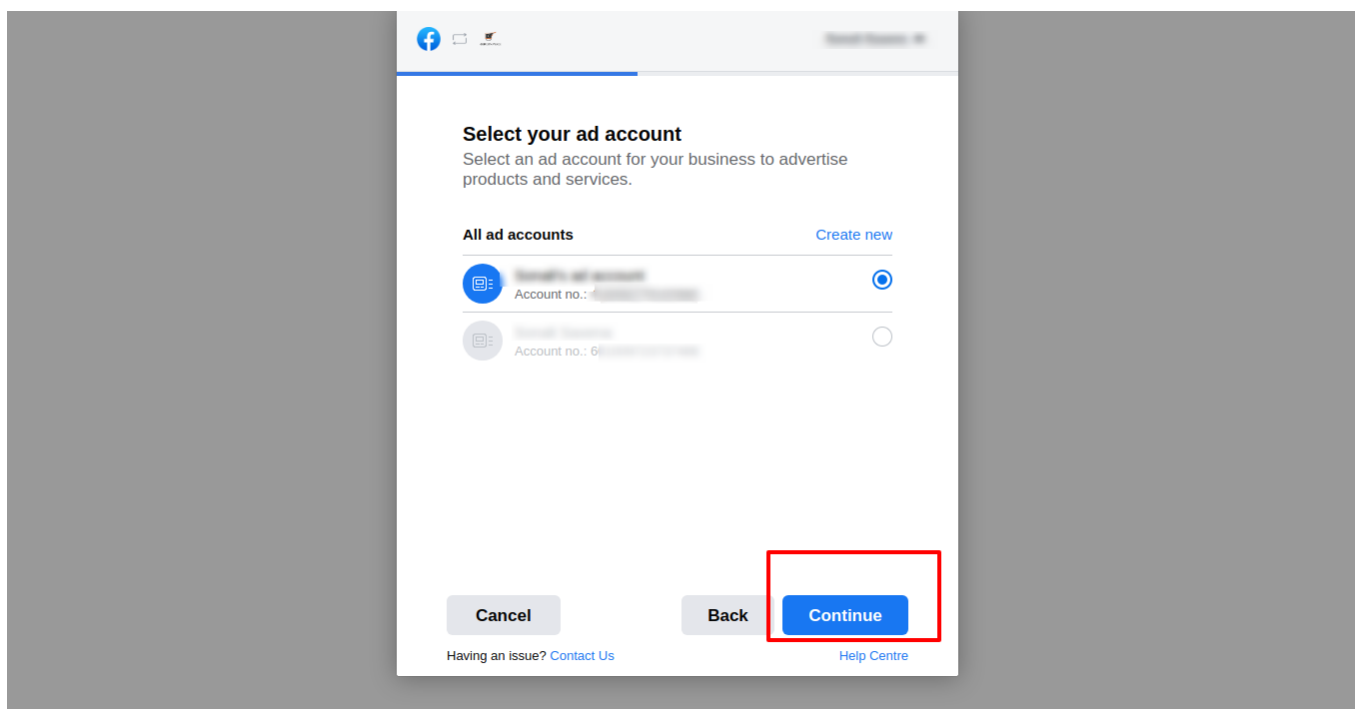 Select your ad account
Select an ad account for your business to advertise
products and services.
All ad accounts
Create new
Account no.:
Account no.: 6
Cancel
Back
Continue
Having an issue? Contact Us
Help Centre